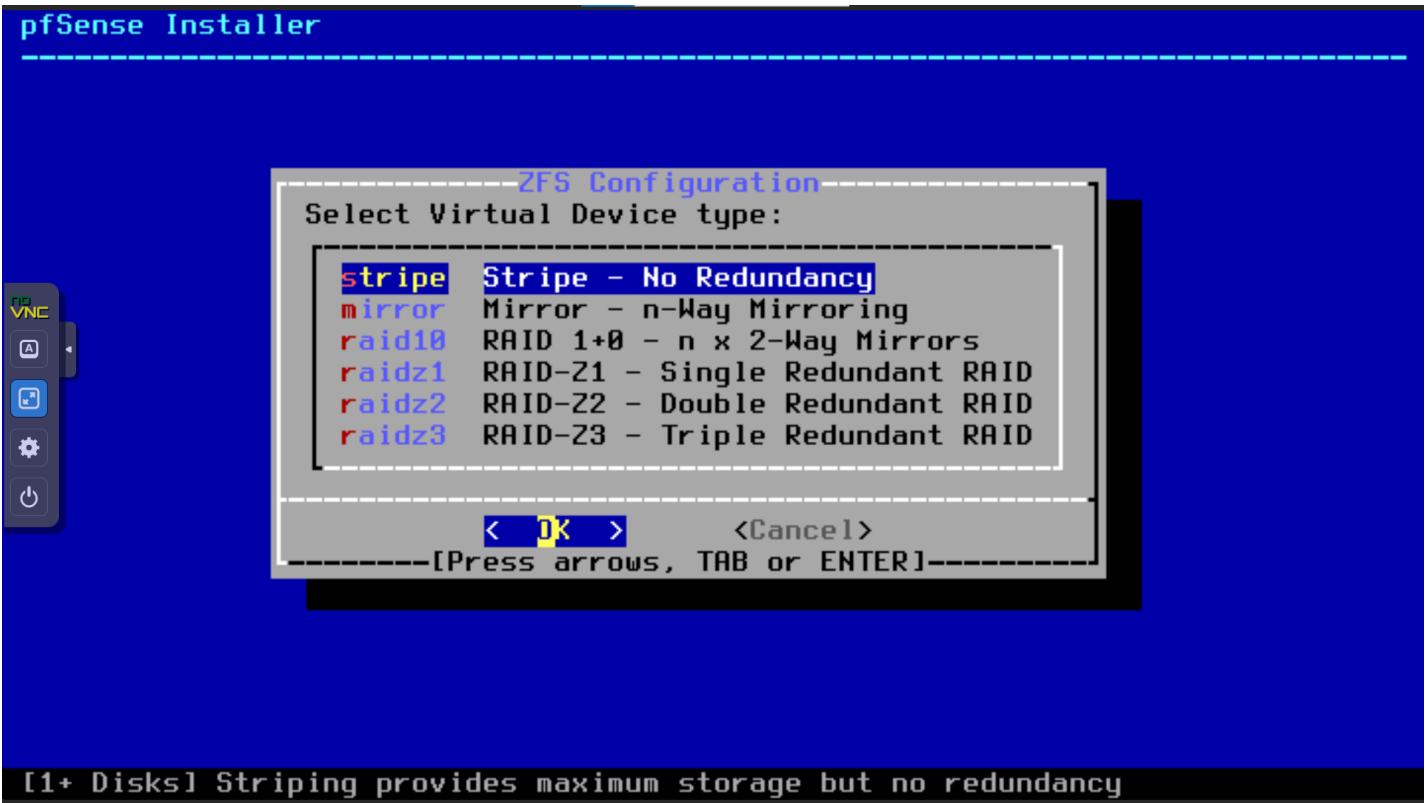 pfSense Installer
ZFS Configuration
Select Virtual Device type:
stripe Stripe - No Redundancy
mirror Mirror - n-Way Mirroring
raid10 RAID 1+0 - n x 2-Way Mirrors
raidz1 RAID-Z1 - Single Redundant RAID
raidz2 RAID-Z2 - Double Redundant RAID
raidz3 RAID-Z3 - Triple Redundant RAID
< OK > <Cancel>
[Press arrows, TAB or ENTER]
[1+ Disks] Striping provides maximum storage but no redundancy
no
VNC
A